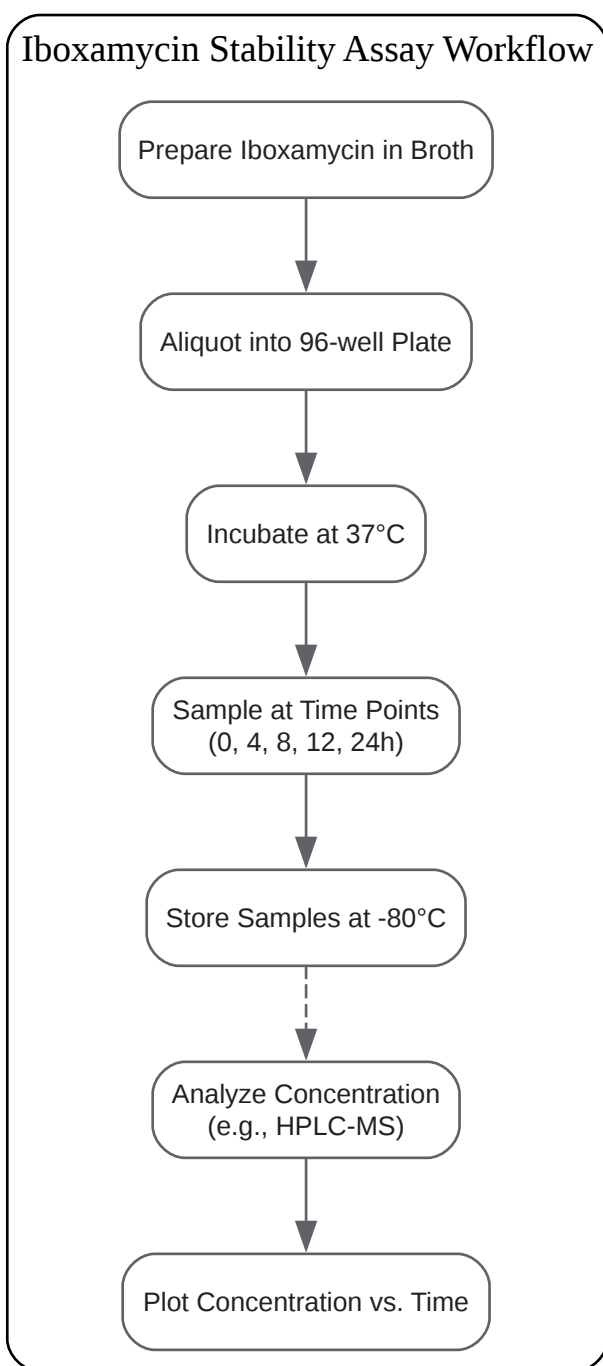 Iboxamycin Stability Assay Workflow
Prepare Iboxamycin in Broth
Aliquot into 96-well Plate
Incubate at 37°C
Sample at Time Points
(0, 4, 8, 12, 24h)
Store Samples at -80°C
Analyze Concentration
(e.g., HPLC-MS)
Plot Concentration vs. Time